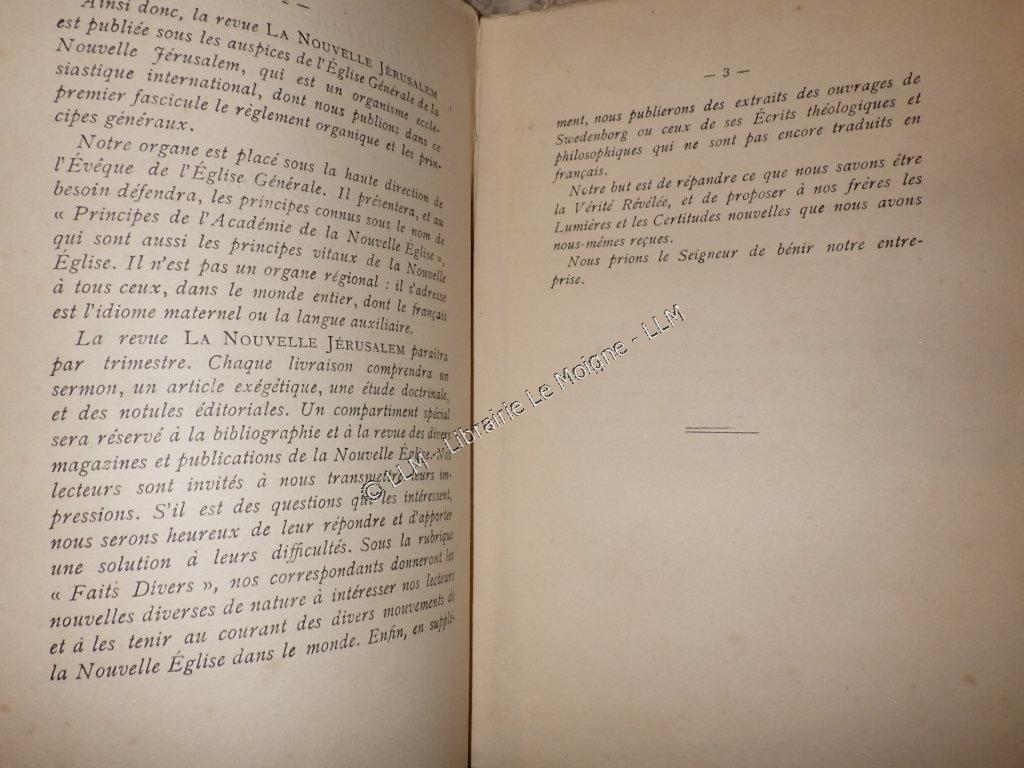 — 2 —
Ainsi donc, la revue LA NOUVELLE JÉRUSALEM
est publiée sous les auspices de l'Église Générale de la
Nouvelle Jérusalem, qui est un organisme ecclé-
siastique international, dont nous publions dans ce
premier fascicule le règlement organique et les prin-
cipes généraux.
Notre organe est placé sous la haute direction de
l'Évêque de l'Église Générale. Il présentera, et au
besoin défendra, les principes connus sous le nom de
« Principes de l'Académie de la Nouvelle Église »,
qui sont aussi les principes vitaux de la Nouvelle
Église. Il n'est pas un organe régional : il s'adresse
à tous ceux, dans le monde entier, dont le français
est l'idiome maternel ou la langue auxiliaire.
La revue LA NOUVELLE JÉRUSALEM paraîtra
par trimestre. Chaque livraison comprendra un
sermon, un article exégétique, une étude doctrinale,
et des notules éditoriales. Un compartiment spécial
sera réservé à la bibliographie et à la revue des divers
magazines et publications de la Nouvelle Église. Nos
lecteurs sont invités à nous transmettre leurs im-
pressions. S'il est des questions qui les intéressent,
nous serons heureux de leur répondre et d'apporter
une solution à leurs difficultés. Sous la rubrique
« Faits Divers », nos correspondants donneront les
nouvelles diverses de nature à intéresser nos lecteurs
et à les tenir au courant des divers mouvements de
la Nouvelle Église dans le monde. Enfin, en supplé-
— 3 —
ment, nous publierons des extraits des ouvrages de
Swedenborg ou ceux de ses Écrits théologiques et
philosophiques qui ne sont pas encore traduits en
français.
Notre but est de répandre ce que nous savons être
la Vérité Révélée, et de proposer à nos frères les
Lumières et les Certitudes nouvelles que nous avons
nous-mêmes reçues.
Nous prions le Seigneur de bénir notre entre-
prise.
© LLM - Librairie Le Moigne - LLM